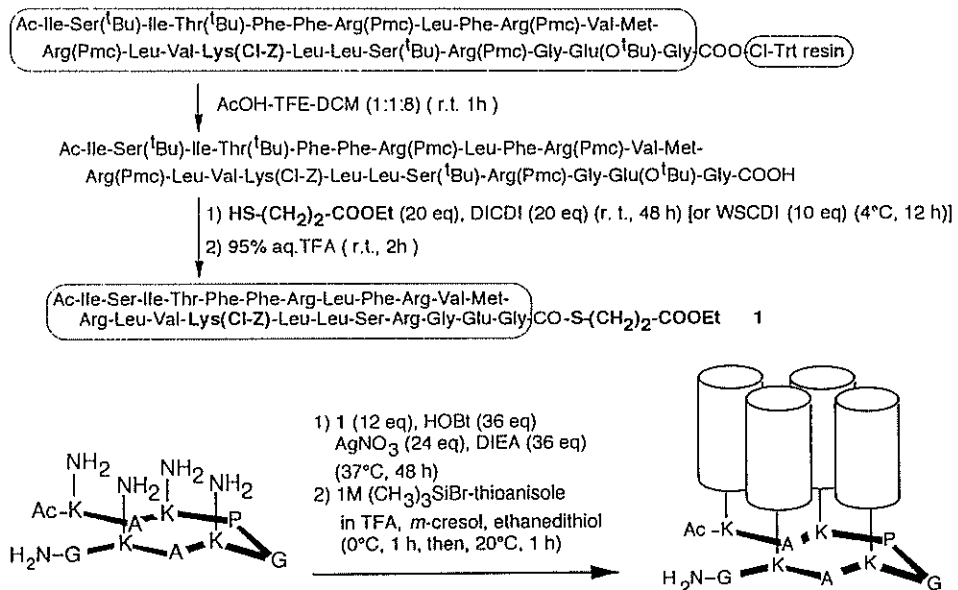 Ac-Ile-Ser(tBu)-Ile-Thr(tBu)-Phe-Phe-Arg(Pmc)-Leu-Phe-Arg(Pmc)-Val-Met-
Arg(Pmc)-Leu-Val-Lys(Cl-Z)-Leu-Leu-Ser(tBu)-Arg(Pmc)-Gly-Glu(OtBu)-Gly-COO-Cl-Trt resin
AcOH-TFE-DCM (1:1:8) ( r.t. 1h)
Ac-Ile-Ser(tBu)-Ile-Thr(tBu)-Phe-Phe-Arg(Pmc)-Leu-Phe-Arg(Pmc)-Val-Met-
Arg(Pmc)-Leu-Val-Lys(Cl-Z)-Leu-Leu-Ser(tBu)-Arg(Pmc)-Gly-Glu(OtBu)-Gly-COOH
1) HS-(CH2)2-COOEt (20 eq), DICDI (20 eq) (r. t., 48 h) [or WSCDI (10 eq) (4°C, 12 h)]
2) 95% aq.TFA ( r.t., 2h )
Ac-Ile-Ser-Ile-Thr-Phe-Phe-Arg-Leu-Phe-Arg-Val-Met-
Arg-Leu-Val-Lys(Cl-Z)-Leu-Leu-Ser-Arg-Gly-Glu-Gly-CO-S-(CH2)2-COOEt 1
1) 1 (12 eq), HOBt (36 eq)
AgNO3 (24 eq), DIEA (36 eq)
(37°C, 48 h)
2) 1M (CH3)3SiBr-thioanisole
in TFA, m-cresol, ethanedithiol
(0°C, 1 h, then, 20°C, 1 h)
NH2 NH2 NH2 NH2
Ac-K A K P
H2N-G K A K G
Ac-K A K P
H2N-G K A K G